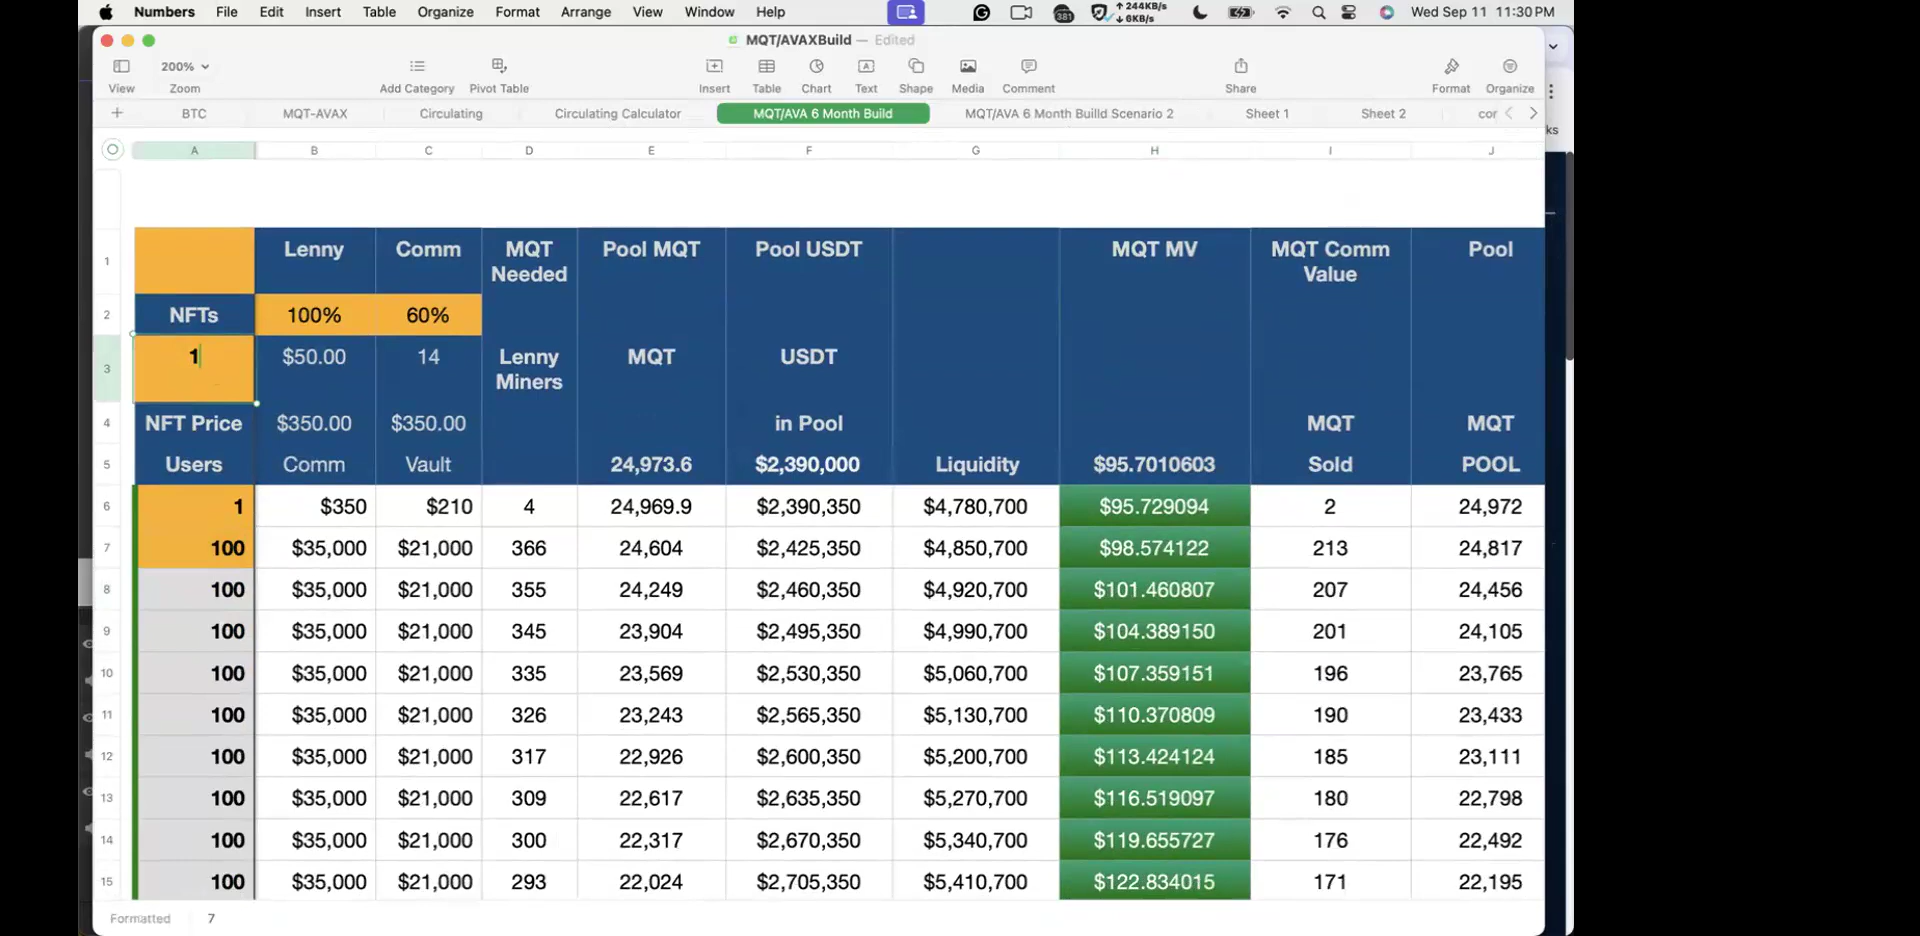 Numbers File Edit Insert Table Organize Format Arrange View Window Help 381 244KB/s 6KB/s Wed Sep 11 11:30 PM
MQT/AVAXBuild — Edited
200%
View Zoom Add Category Pivot Table Insert Table Chart Text Shape Media Comment Share Format Organize
BTC MQT-AVAX Circulating Circulating Calculator MQT/AVA 6 Month Build MQT/AVA 6 Month Buiild Scenario 2 Sheet 1 Sheet 2 cor
ks
A B C D E F G H I J
1 Lenny Comm MQT Needed Pool MQT Pool USDT MQT MV MQT Comm Value Pool
2 NFTs 100% 60%
3 1 $50.00 14 Lenny Miners MQT USDT
4 NFT Price $350.00 $350.00 in Pool MQT MQT
5 Users Comm Vault 24,973.6 $2,390,000 Liquidity $95.7010603 Sold POOL
6 1 $350 $210 4 24,969.9 $2,390,350 $4,780,700 $95.729094 2 24,972
7 100 $35,000 $21,000 366 24,604 $2,425,350 $4,850,700 $98.574122 213 24,817
8 100 $35,000 $21,000 355 24,249 $2,460,350 $4,920,700 $101.460807 207 24,456
9 100 $35,000 $21,000 345 23,904 $2,495,350 $4,990,700 $104.389150 201 24,105
10 100 $35,000 $21,000 335 23,569 $2,530,350 $5,060,700 $107.359151 196 23,765
11 100 $35,000 $21,000 326 23,243 $2,565,350 $5,130,700 $110.370809 190 23,433
12 100 $35,000 $21,000 317 22,926 $2,600,350 $5,200,700 $113.424124 185 23,111
13 100 $35,000 $21,000 309 22,617 $2,635,350 $5,270,700 $116.519097 180 22,798
14 100 $35,000 $21,000 300 22,317 $2,670,350 $5,340,700 $119.655727 176 22,492
15 100 $35,000 $21,000 293 22,024 $2,705,350 $5,410,700 $122.834015 171 22,195
Formatted 7